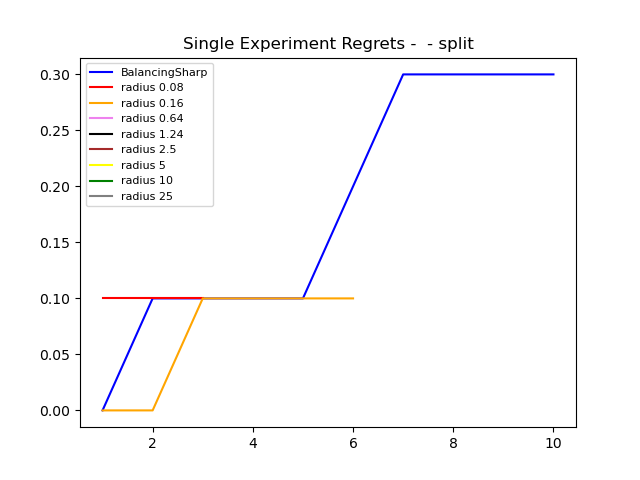 Single Experiment Regrets -  - split
BalancingSharp
radius 0.08
radius 0.16
radius 0.64
radius 1.24
radius 2.5
radius 5
radius 10
radius 25
0.30
0.25
0.20
0.15
0.10
0.05
0.00
2 4 6 8 10